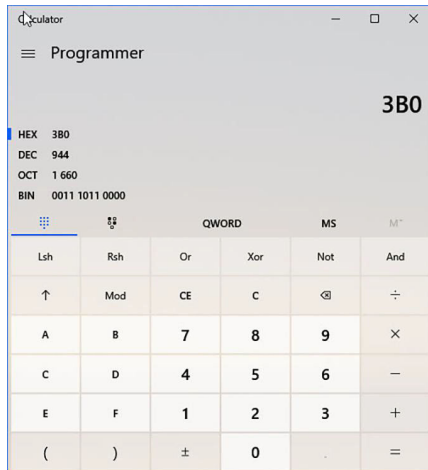 Calculator
Programmer
3B0
HEX 3B0
DEC 944
OCT 1 660
BIN 0011 1011 0000
QWORD MS M˅
Lsh Rsh Or Xor Not And
↑ Mod CE C ⌫ ÷
A B 7 8 9 ×
C D 4 5 6 −
E F 1 2 3 +
( ) ± 0 . =